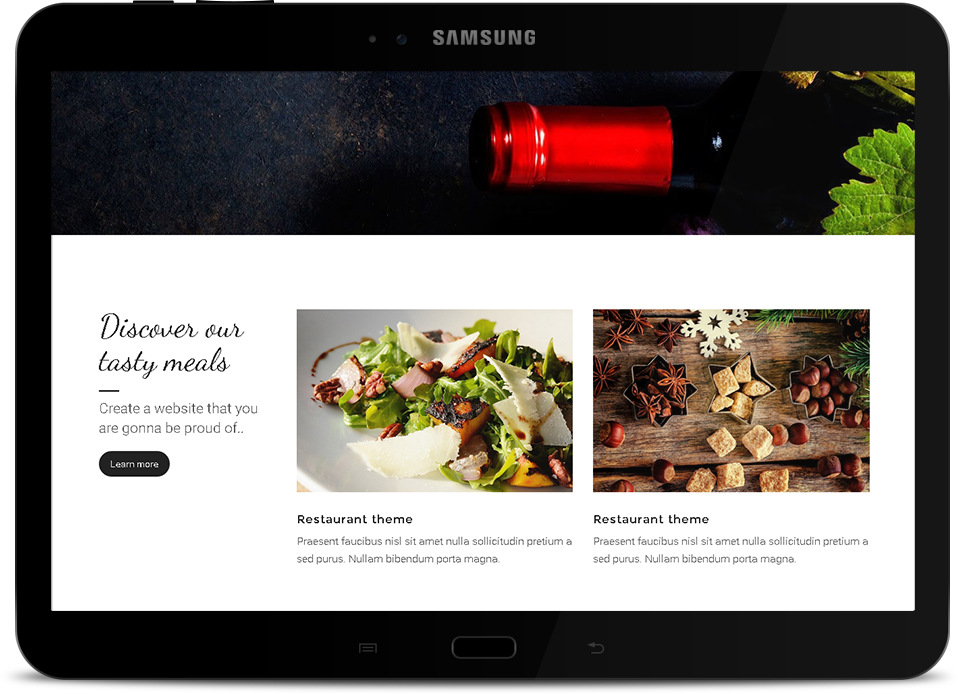 SAMSUNG
Discover our
tasty meals
Create a website that you
are gonna be proud of..
Learn more
Restaurant theme
Praesent faucibus nisl sit amet nulla sollicitudin pretium a
sed purus. Nullam bibendum porta magna.
Restaurant theme
Praesent faucibus nisl sit amet nulla sollicitudin pretium a
sed purus. Nullam bibendum porta magna.